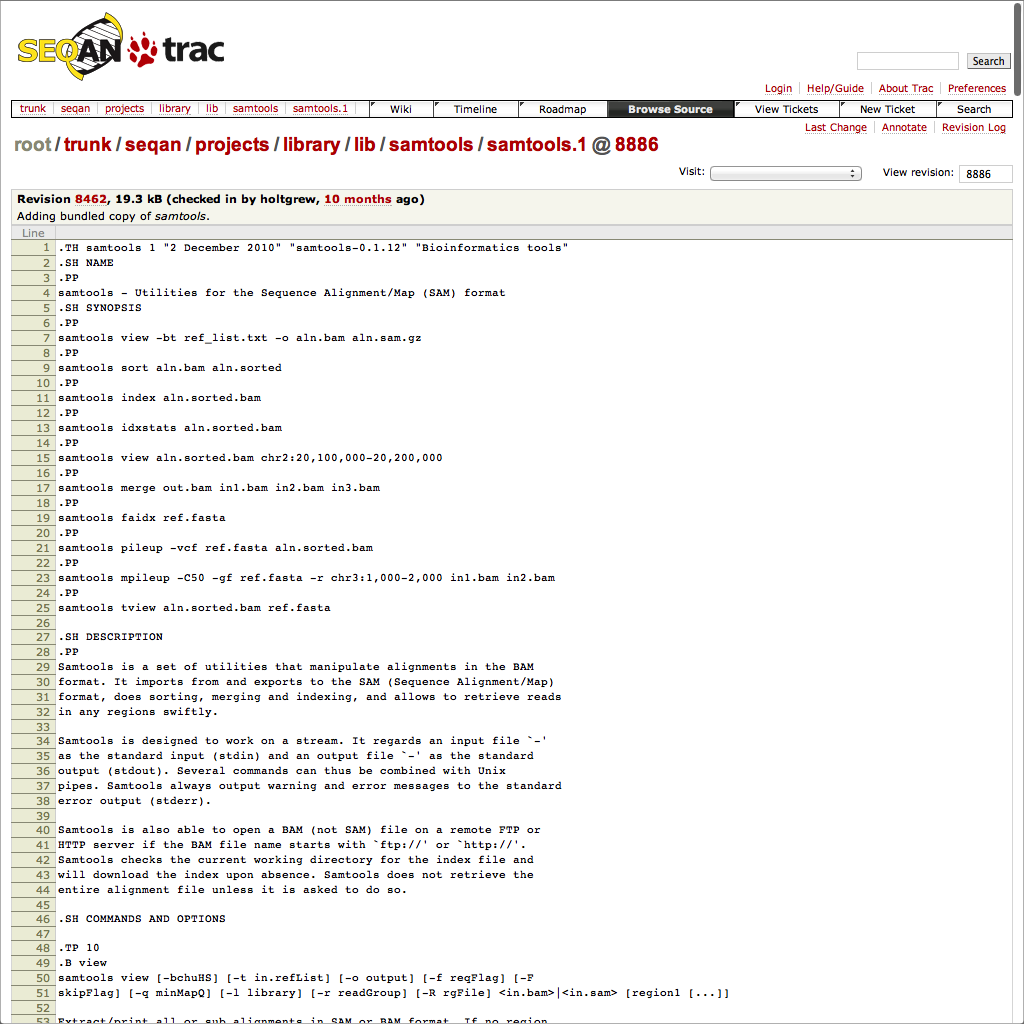 SEQAN trac
Search
Login Help/Guide About Trac Preferences
trunk seqan projects library lib samtools samtools.1 Wiki Timeline Roadmap Browse Source View Tickets New Ticket Search
Last Change Annotate Revision Log
root/trunk/seqan/projects/library/lib/samtools/samtools.1 @ 8886
Visit: View revision: 8886
Revision 8462, 19.3 kB (checked in by holtgrew, 10 months ago)
Adding bundled copy of samtools.
Line
1 .TH samtools 1 "2 December 2010" "samtools-0.1.12" "Bioinformatics tools"
2 .SH NAME
3 .PP
4 samtools - Utilities for the Sequence Alignment/Map (SAM) format
5 .SH SYNOPSIS
6 .PP
7 samtools view -bt ref_list.txt -o aln.bam aln.sam.gz
8 .PP
9 samtools sort aln.bam aln.sorted
10 .PP
11 samtools index aln.sorted.bam
12 .PP
13 samtools idxstats aln.sorted.bam
14 .PP
15 samtools view aln.sorted.bam chr2:20,100,000-20,200,000
16 .PP
17 samtools merge out.bam in1.bam in2.bam in3.bam
18 .PP
19 samtools faidx ref.fasta
20 .PP
21 samtools pileup -vcf ref.fasta aln.sorted.bam
22 .PP
23 samtools mpileup -C50 -gf ref.fasta -r chr3:1,000-2,000 in1.bam in2.bam
24 .PP
25 samtools tview aln.sorted.bam ref.fasta
26
27 .SH DESCRIPTION
28 .PP
29 Samtools is a set of utilities that manipulate alignments in the BAM
30 format. It imports from and exports to the SAM (Sequence Alignment/Map)
31 format, does sorting, merging and indexing, and allows to retrieve reads
32 in any regions swiftly.
33
34 Samtools is designed to work on a stream. It regards an input file `-'
35 as the standard input (stdin) and an output file `-' as the standard
36 output (stdout). Several commands can thus be combined with Unix
37 pipes. Samtools always output warning and error messages to the standard
38 error output (stderr).
39
40 Samtools is also able to open a BAM (not SAM) file on a remote FTP or
41 HTTP server if the BAM file name starts with `ftp://' or `http://'.
42 Samtools checks the current working directory for the index file and
43 will download the index upon absence. Samtools does not retrieve the
44 entire alignment file unless it is asked to do so.
45
46 .SH COMMANDS AND OPTIONS
47
48 .TP 10
49 .B view
50 samtools view [-bchuHS] [-t in.refList] [-o output] [-f reqFlag] [-F
51 skipFlag] [-q minMapQ] [-l library] [-r readGroup] [-R rgFile] <in.bam>|<in.sam> [region1 [...]]
52
53 Extract/print all or sub alignments in SAM or BAM format. If no region